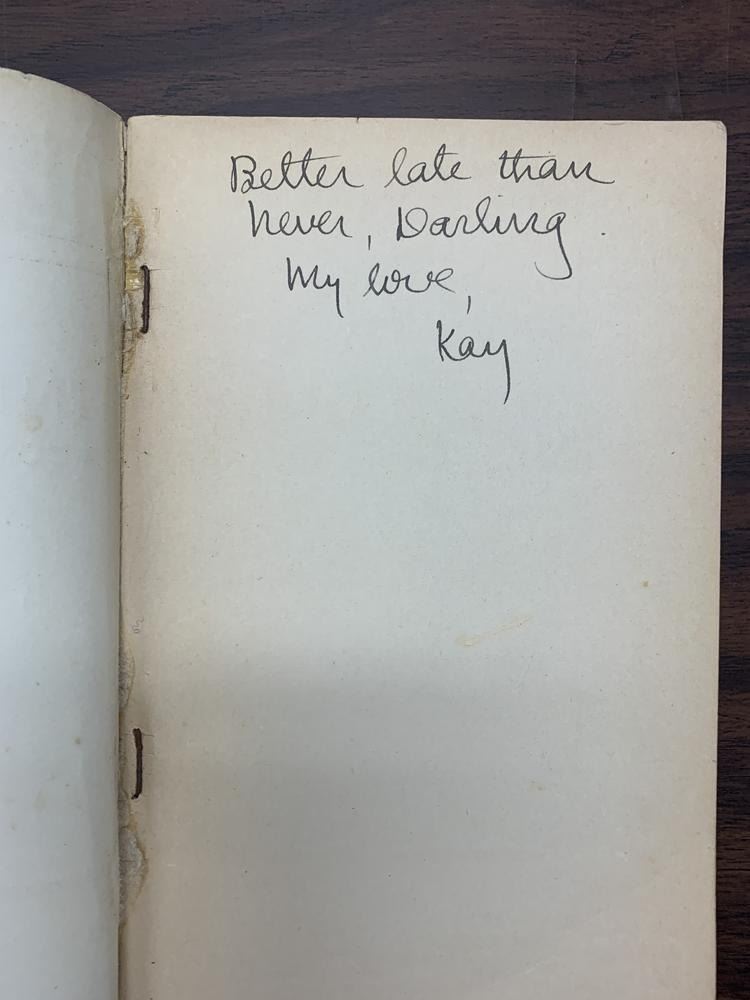 Better late than
never, Darling.
My love,
Kay